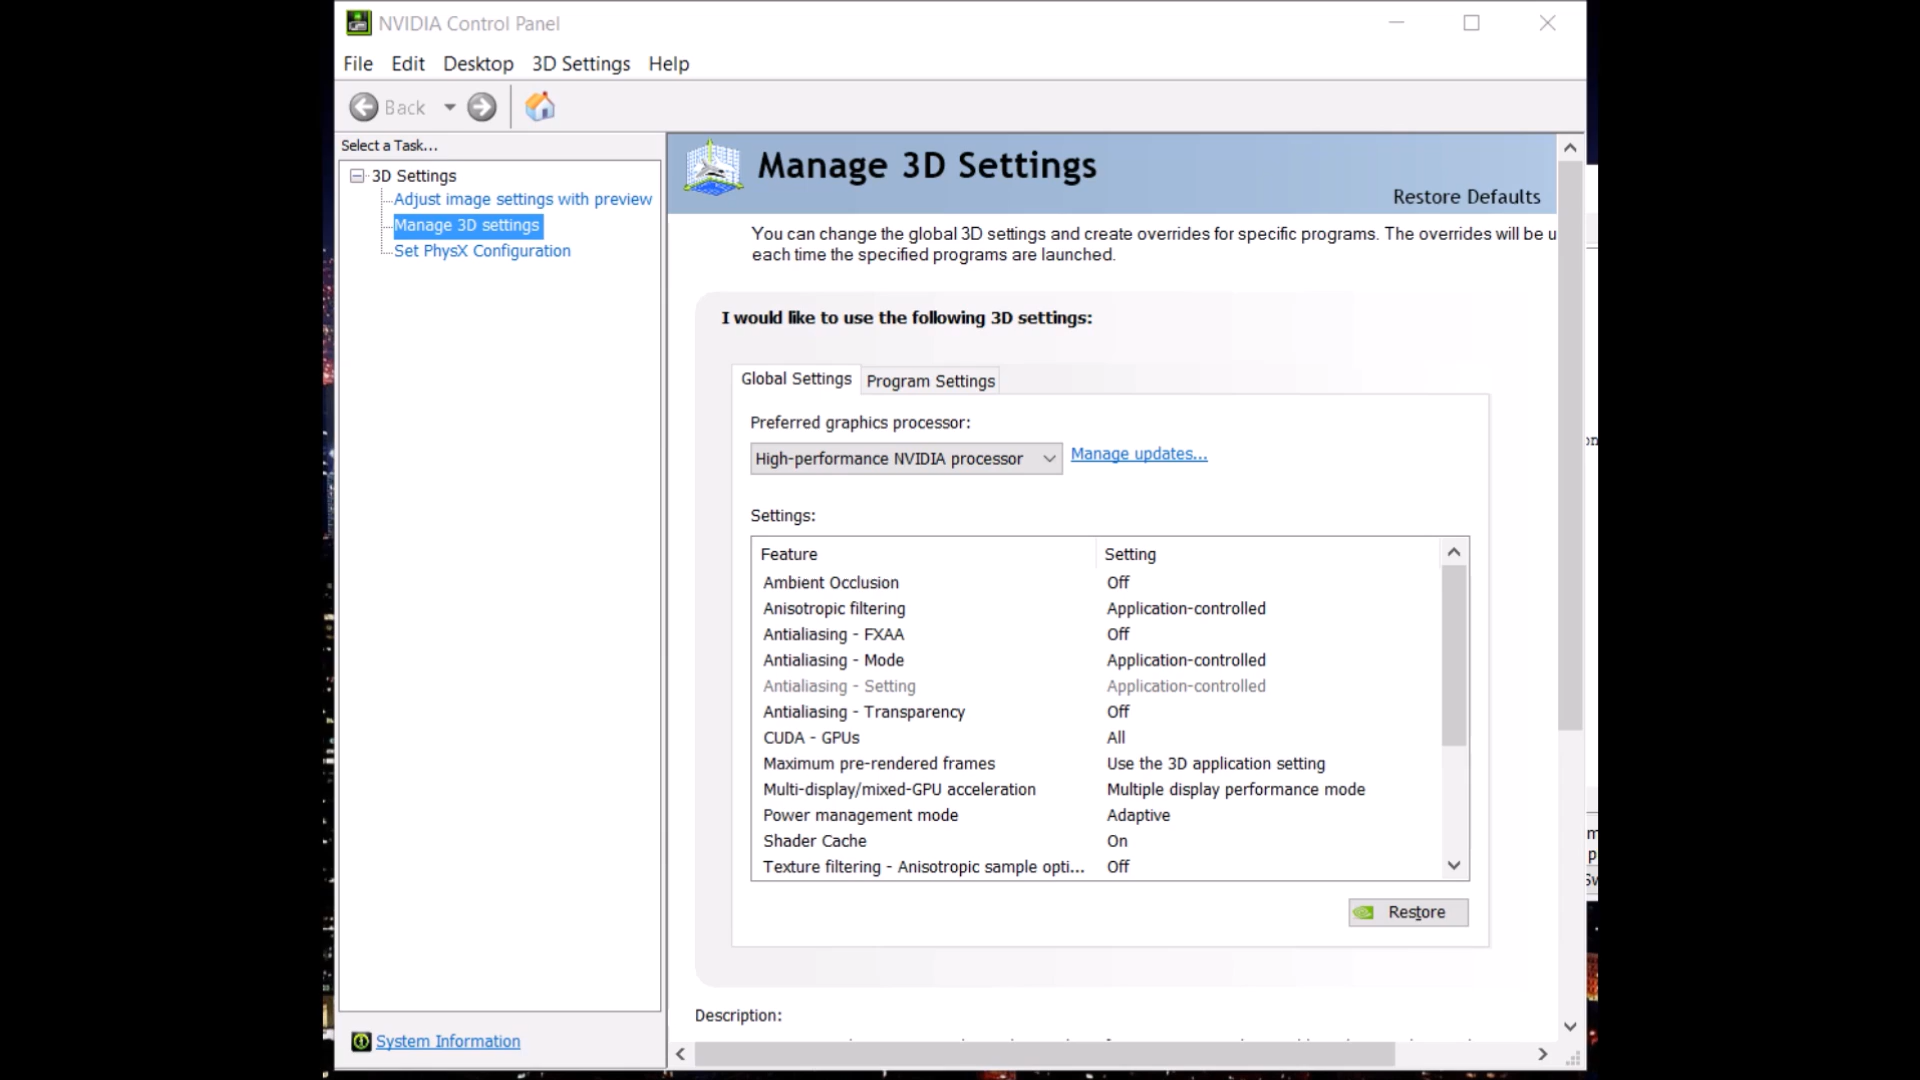 NVIDIA Control Panel
File Edit Desktop 3D Settings Help
Back
Select a Task...
3D Settings
Adjust image settings with preview
Manage 3D settings
Set PhysX Configuration
System Information
Manage 3D Settings
Restore Defaults
You can change the global 3D settings and create overrides for specific programs. The overrides will be u
each time the specified programs are launched.
I would like to use the following 3D settings:
Global Settings Program Settings
Preferred graphics processor:
High-performance NVIDIA processor Manage updates...
Settings:
Feature Setting
Ambient Occlusion Off
Anisotropic filtering Application-controlled
Antialiasing - FXAA Off
Antialiasing - Mode Application-controlled
Antialiasing - Setting Application-controlled
Antialiasing - Transparency Off
CUDA - GPUs All
Maximum pre-rendered frames Use the 3D application setting
Multi-display/mixed-GPU acceleration Multiple display performance mode
Power management mode Adaptive
Shader Cache On
Texture filtering - Anisotropic sample opti... Off
Restore
Description: